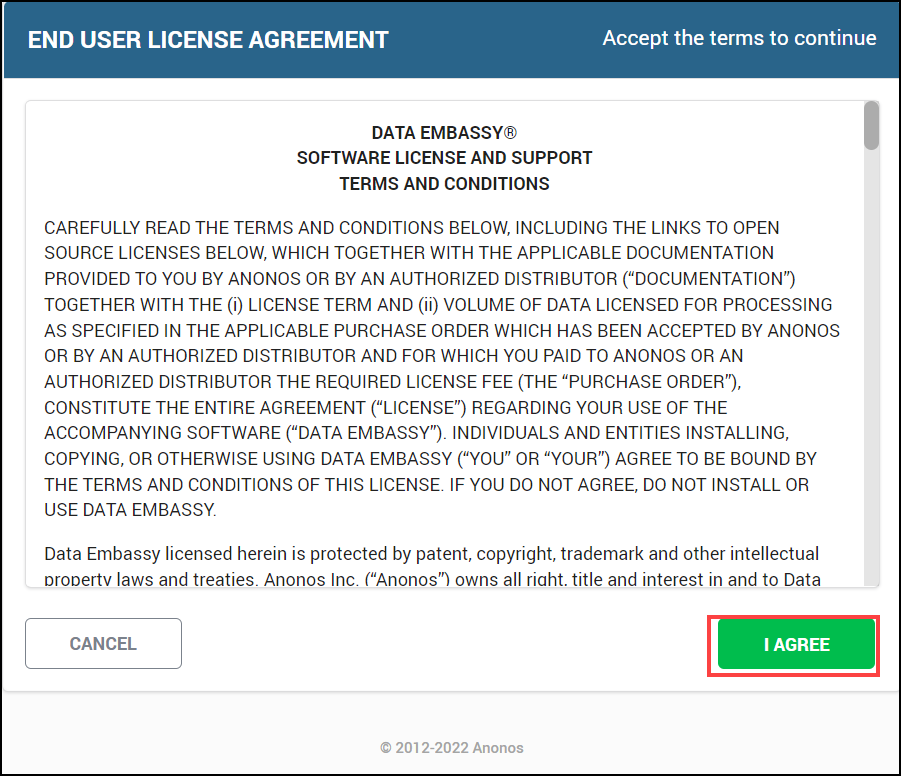 END USER LICENSE AGREEMENT
Accept the terms to continue
DATA EMBASSY®
SOFTWARE LICENSE AND SUPPORT
TERMS AND CONDITIONS
CAREFULLY READ THE TERMS AND CONDITIONS BELOW, INCLUDING THE LINKS TO OPEN
SOURCE LICENSES BELOW, WHICH TOGETHER WITH THE APPLICABLE DOCUMENTATION
PROVIDED TO YOU BY ANONOS OR BY AN AUTHORIZED DISTRIBUTOR (“DOCUMENTATION”)
TOGETHER WITH THE (i) LICENSE TERM AND (ii) VOLUME OF DATA LICENSED FOR PROCESSING
AS SPECIFIED IN THE APPLICABLE PURCHASE ORDER WHICH HAS BEEN ACCEPTED BY ANONOS
OR BY AN AUTHORIZED DISTRIBUTOR AND FOR WHICH YOU PAID TO ANONOS OR AN
AUTHORIZED DISTRIBUTOR THE REQUIRED LICENSE FEE (THE “PURCHASE ORDER”),
CONSTITUTE THE ENTIRE AGREEMENT (“LICENSE”) REGARDING YOUR USE OF THE
ACCOMPANYING SOFTWARE (“DATA EMBASSY”). INDIVIDUALS AND ENTITIES INSTALLING,
COPYING, OR OTHERWISE USING DATA EMBASSY (“YOU” OR “YOUR”) AGREE TO BE BOUND BY
THE TERMS AND CONDITIONS OF THIS LICENSE. IF YOU DO NOT AGREE, DO NOT INSTALL OR
USE DATA EMBASSY.
Data Embassy licensed herein is protected by patent, copyright, trademark and other intellectual
property laws and treaties. Anonos Inc. (“Anonos”) owns all right, title and interest in and to Data
CANCEL
I AGREE
© 2012-2022 Anonos